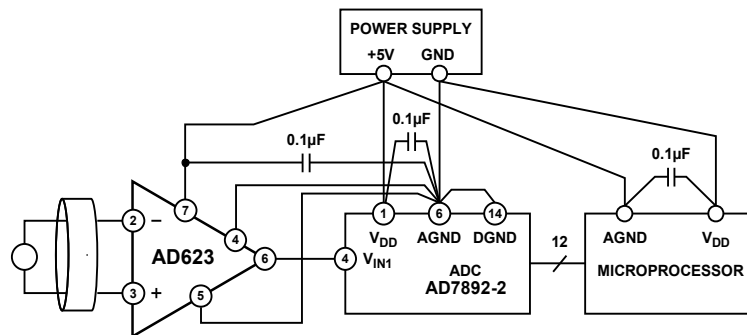 POWER SUPPLY
+5V GND
0.1µF
0.1µF
0.1µF
7
1 6 14
2 −
4
V_DD AGND DGND
AGND V_DD
12
AD623
6
4 V_IN1
ADC
AD7892-2
MICROPROCESSOR
3 +
5